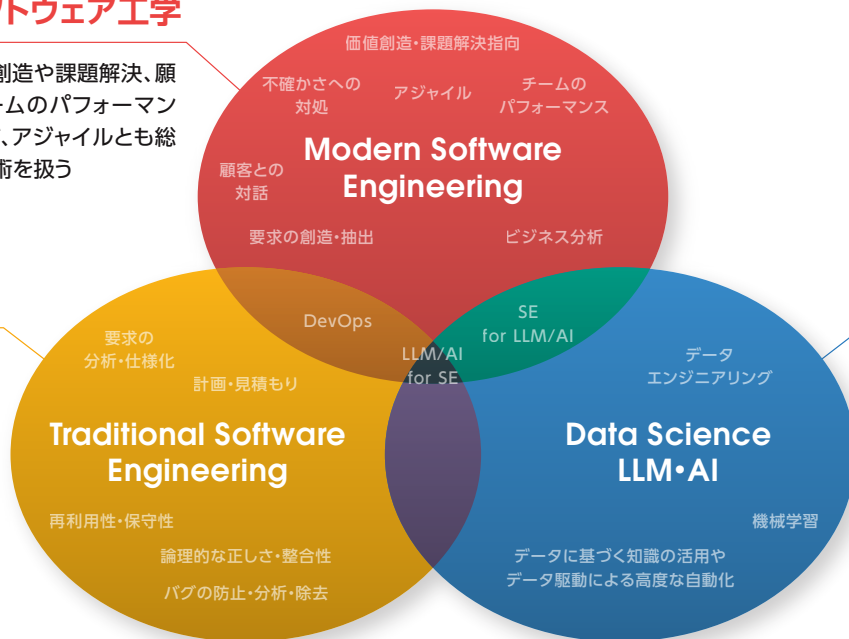 フトウェア工学
創造や課題解決、願
ームのパフォーマン
、アジャイルとも総
術を扱う
価値創造・課題解決指向
不確かさへの
対処
アジャイル
チームの
パフォーマンス
Modern Software
Engineering
顧客との
対話
要求の創造・抽出
ビジネス分析
DevOps
SE
for LLM/AI
LLM/AI
for SE
要求の
分析・仕様化
計画・見積もり
Traditional Software
Engineering
再利用性・保守性
論理的な正しさ・整合性
バグの防止・分析・除去
データ
エンジニアリング
Data Science
LLM・AI
機械学習
データに基づく知識の活用や
データ駆動による高度な自動化